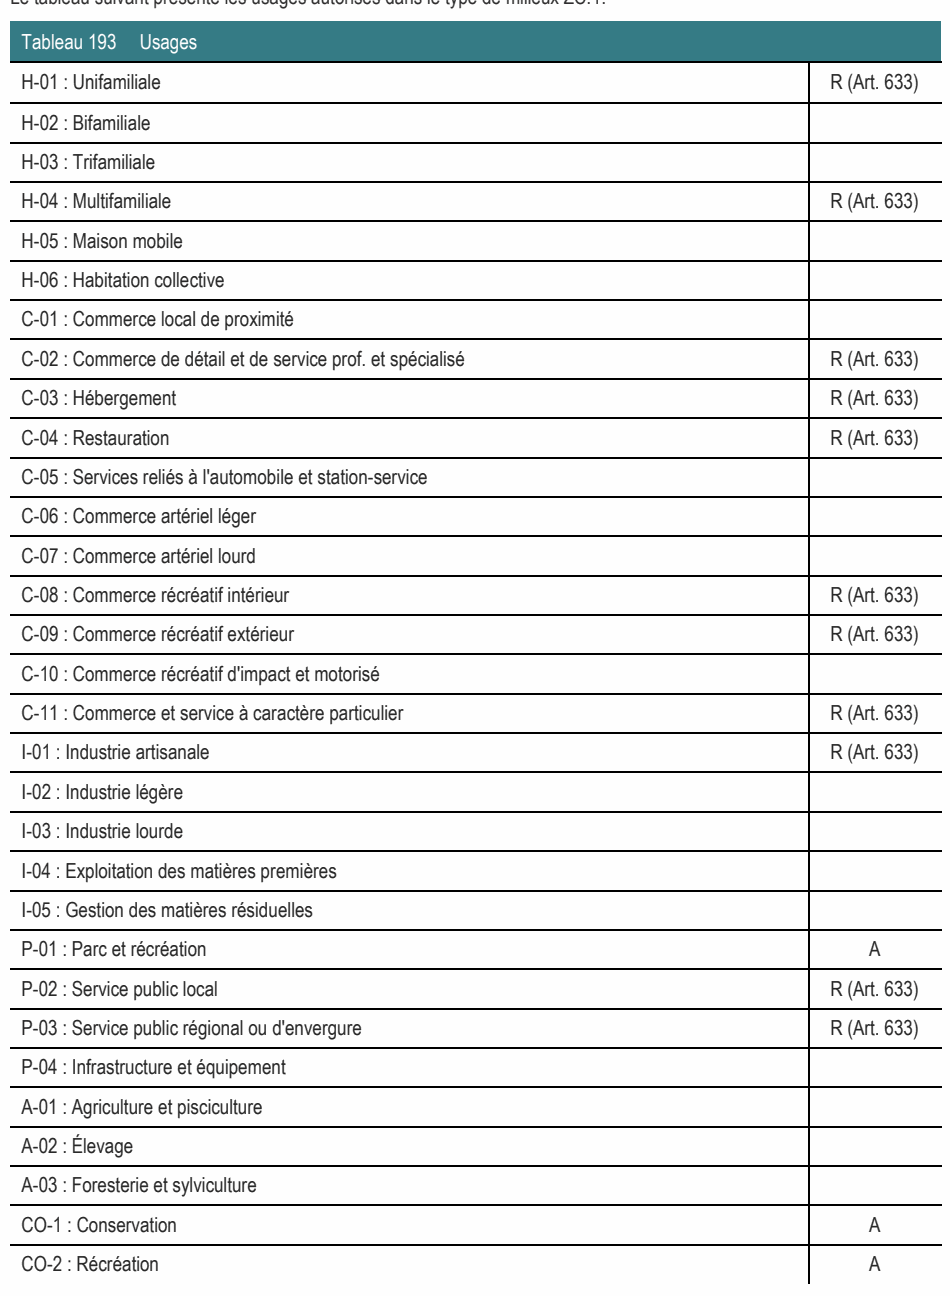 Le tableau suivant présente les usages autorisés dans le type de milieux ZC.1.
Tableau 193 Usages
H-01 : Unifamiliale R (Art. 633)
H-02 : Bifamiliale
H-03 : Trifamiliale
H-04 : Multifamiliale R (Art. 633)
H-05 : Maison mobile
H-06 : Habitation collective
C-01 : Commerce local de proximité
C-02 : Commerce de détail et de service prof. et spécialisé R (Art. 633)
C-03 : Hébergement R (Art. 633)
C-04 : Restauration R (Art. 633)
C-05 : Services reliés à l'automobile et station-service
C-06 : Commerce artériel léger
C-07 : Commerce artériel lourd
C-08 : Commerce récréatif intérieur R (Art. 633)
C-09 : Commerce récréatif extérieur R (Art. 633)
C-10 : Commerce récréatif d'impact et motorisé
C-11 : Commerce et service à caractère particulier R (Art. 633)
I-01 : Industrie artisanale R (Art. 633)
I-02 : Industrie légère
I-03 : Industrie lourde
I-04 : Exploitation des matières premières
I-05 : Gestion des matières résiduelles
P-01 : Parc et récréation A
P-02 : Service public local R (Art. 633)
P-03 : Service public régional ou d'envergure R (Art. 633)
P-04 : Infrastructure et équipement
A-01 : Agriculture et pisciculture
A-02 : Élevage
A-03 : Foresterie et sylviculture
CO-1 : Conservation A
CO-2 : Récréation A